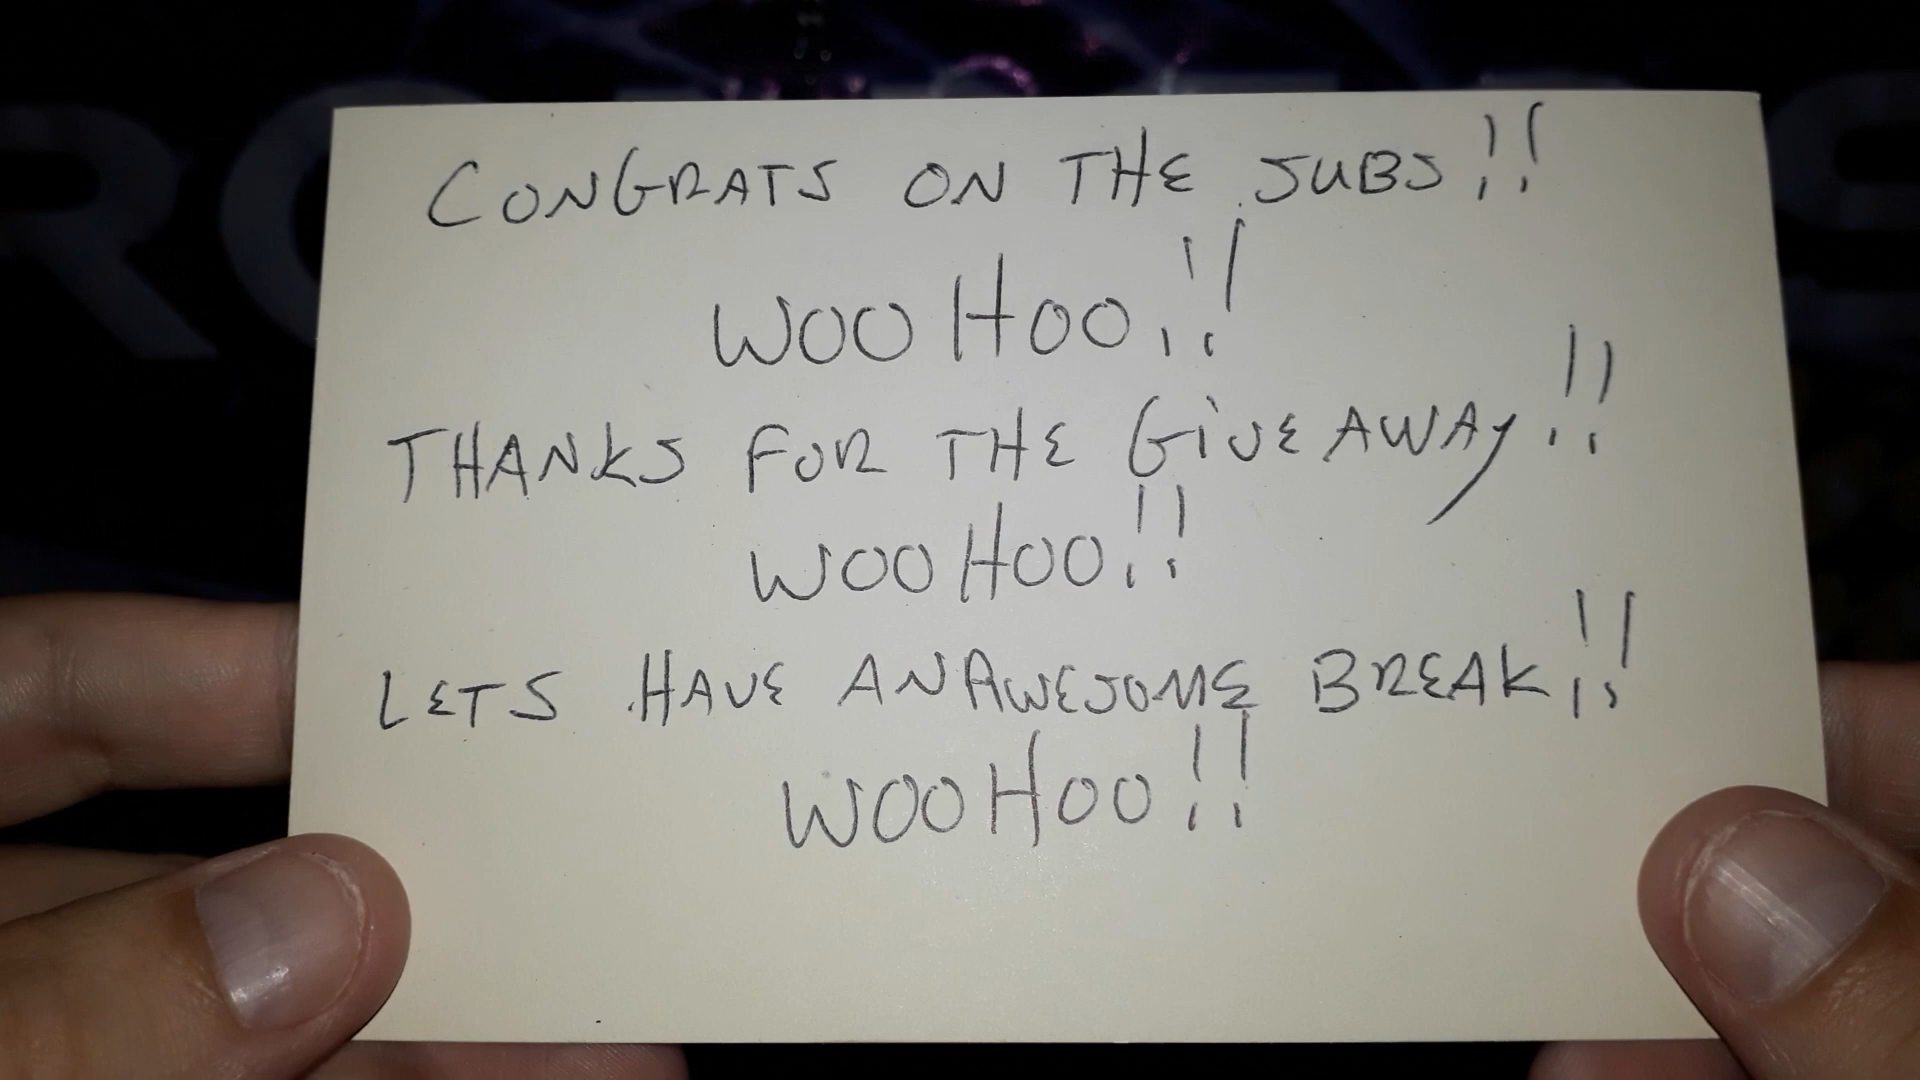 CONGRATS ON THE SUBS!!
WOO HOO!!
THANKS FOR THE GIVEAWAY!!
WOO HOO!!
LETS HAVE AN AWESOME BREAK!!
WOO HOO!!